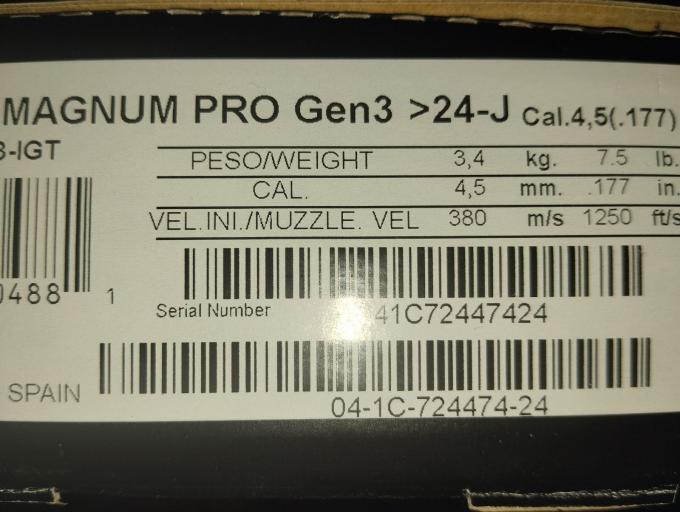 MAGNUM PRO Gen3 >24-J Cal.4,5(.177)
-IGT
PESO/WEIGHT 3,4 kg. 7.5 lb.
CAL. 4,5 mm. .177 in.
VEL.INI./MUZZLE. VEL 380 m/s 1250 ft/s
0488 1
Serial Number 41C72447424
SPAIN
04-1C-724474-24